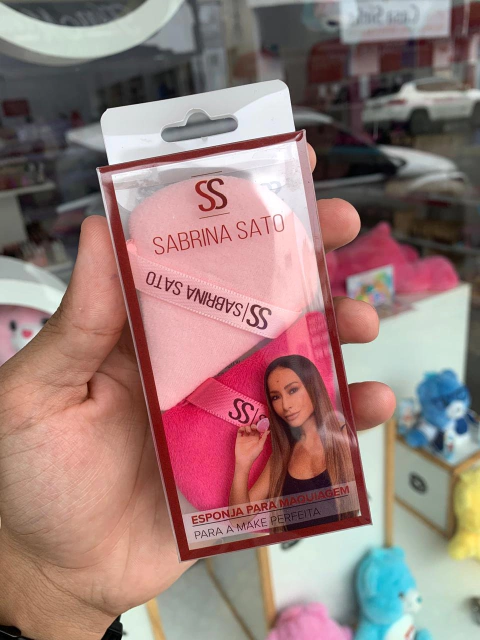 SS
SABRINA SATO
SS|SABRINA SATO
SS
ESPONJA PARA MAQUIAGEM
PARA A MAKE PERFEITA